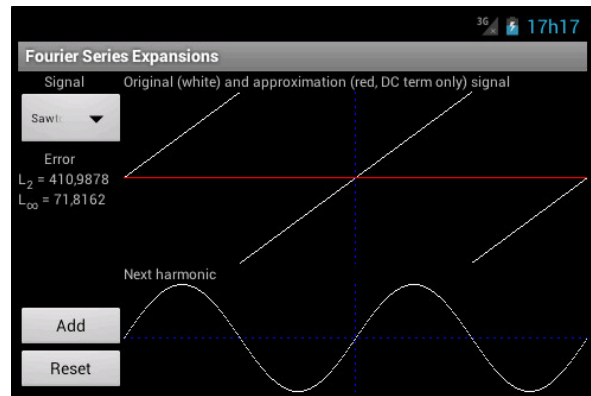 3G 17h17
Fourier Series Expansions
Signal
Original (white) and approximation (red, DC term only) signal
Error
L2 = 410,9878
L∞ = 71,8162
Next harmonic
Add
Reset